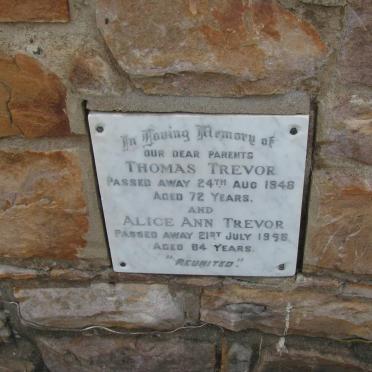 In Loving Memory of
OUR DEAR PARENTS
THOMAS TREVOR
PASSED AWAY 24TH AUG 1948
AGED 72 YEARS.
AND
ALICE ANN TREVOR
PASSED AWAY 21ST JULY
AGED 84 YEARS.
"REUNITED."